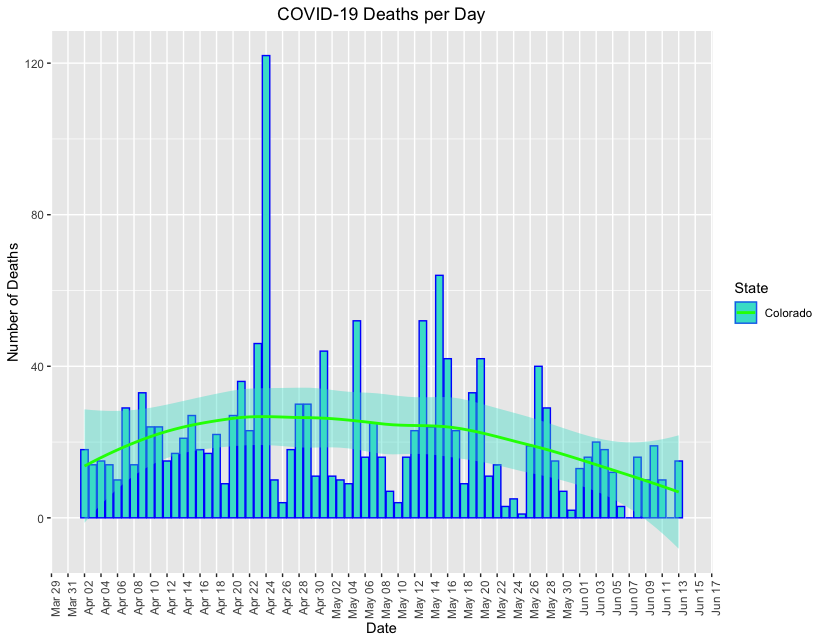 COVID-19 Deaths per Day
Number of Deaths
120
80
40
0
Mar 29
Mar 31
Apr 02
Apr 04
Apr 06
Apr 08
Apr 10
Apr 12
Apr 14
Apr 16
Apr 18
Apr 20
Apr 22
Apr 24
Apr 26
Apr 28
Apr 30
May 02
May 04
May 06
May 08
May 10
May 12
May 14
May 16
May 18
May 20
May 22
May 24
May 26
May 28
May 30
Jun 01
Jun 03
Jun 05
Jun 07
Jun 09
Jun 11
Jun 13
Jun 15
Jun 17
Date
State
Colorado